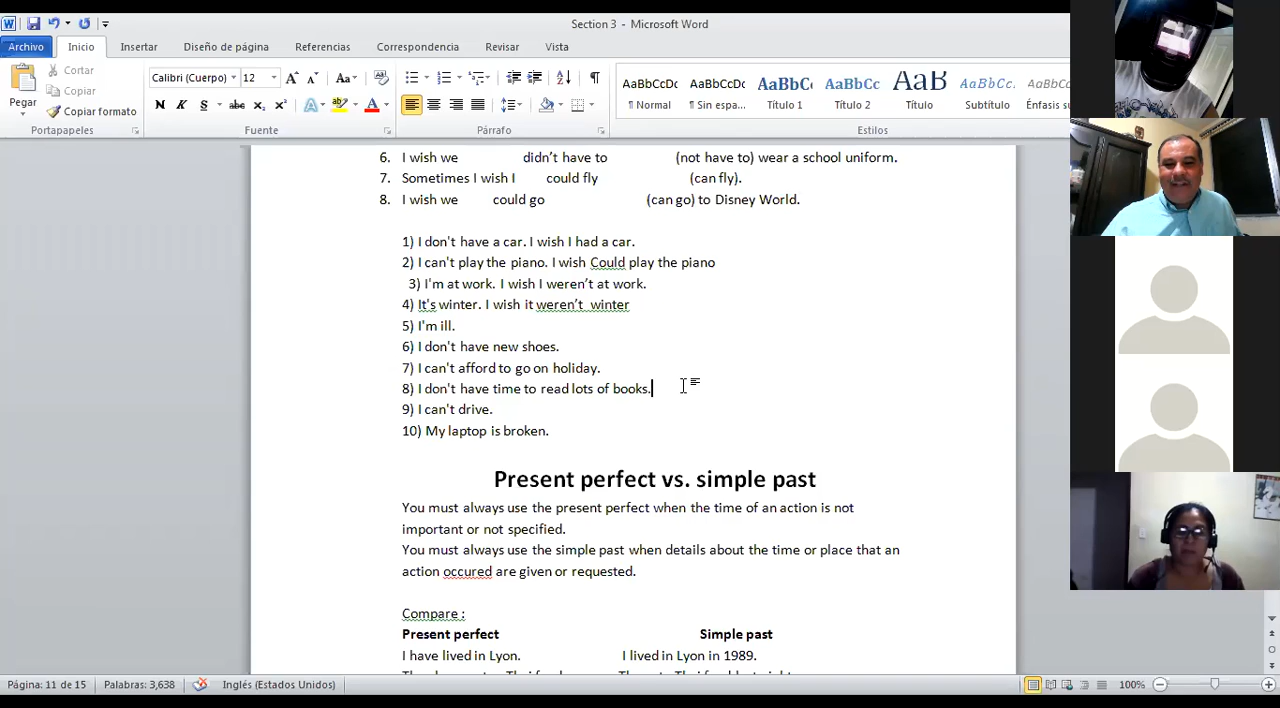 Section 3 - Microsoft Word
Archivo Inicio Insertar Diseño de página Referencias Correspondencia Revisar Vista
Pegar
Cortar
Copiar
Copiar formato
Portapapeles
Calibri (Cuerpo) 12
Fuente
Párrafo
AaBbCcDc AaBbCcDc AaBbC AaBbCc AaB AaBbCc. AaBbCcDc
¶ Normal ¶ Sin espa... Título 1 Título 2 Título Subtítulo Énfasis
Estilos
6. I wish we didn’t have to (not have to) wear a school uniform.
7. Sometimes I wish I could fly (can fly).
8. I wish we could go (can go) to Disney World.
1) I don't have a car. I wish I had a car.
2) I can't play the piano. I wish Could play the piano
3) I'm at work. I wish I weren’t at work.
4) It's winter. I wish it weren’t winter
5) I'm ill.
6) I don't have new shoes.
7) I can't afford to go on holiday.
8) I don't have time to read lots of books.
9) I can't drive.
10) My laptop is broken.
Present perfect vs. simple past
You must always use the present perfect when the time of an action is not
important or not specified.
You must always use the simple past when details about the time or place that an
action occured are given or requested.
Compare :
Present perfect Simple past
I have lived in Lyon. I lived in Lyon in 1989.
Página: 11 de 15 Palabras: 3,638 Inglés (Estados Unidos) 100%